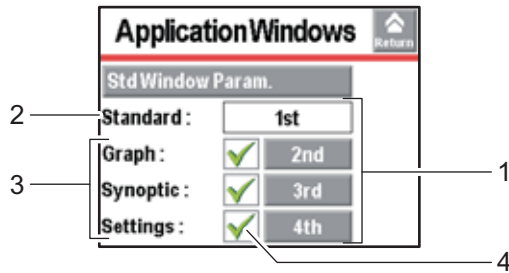 Application Windows
Return
Std Window Param.
2
Standard : 1st
3
Graph : 2nd
1
Synoptic : 3rd
Settings : 4th
4